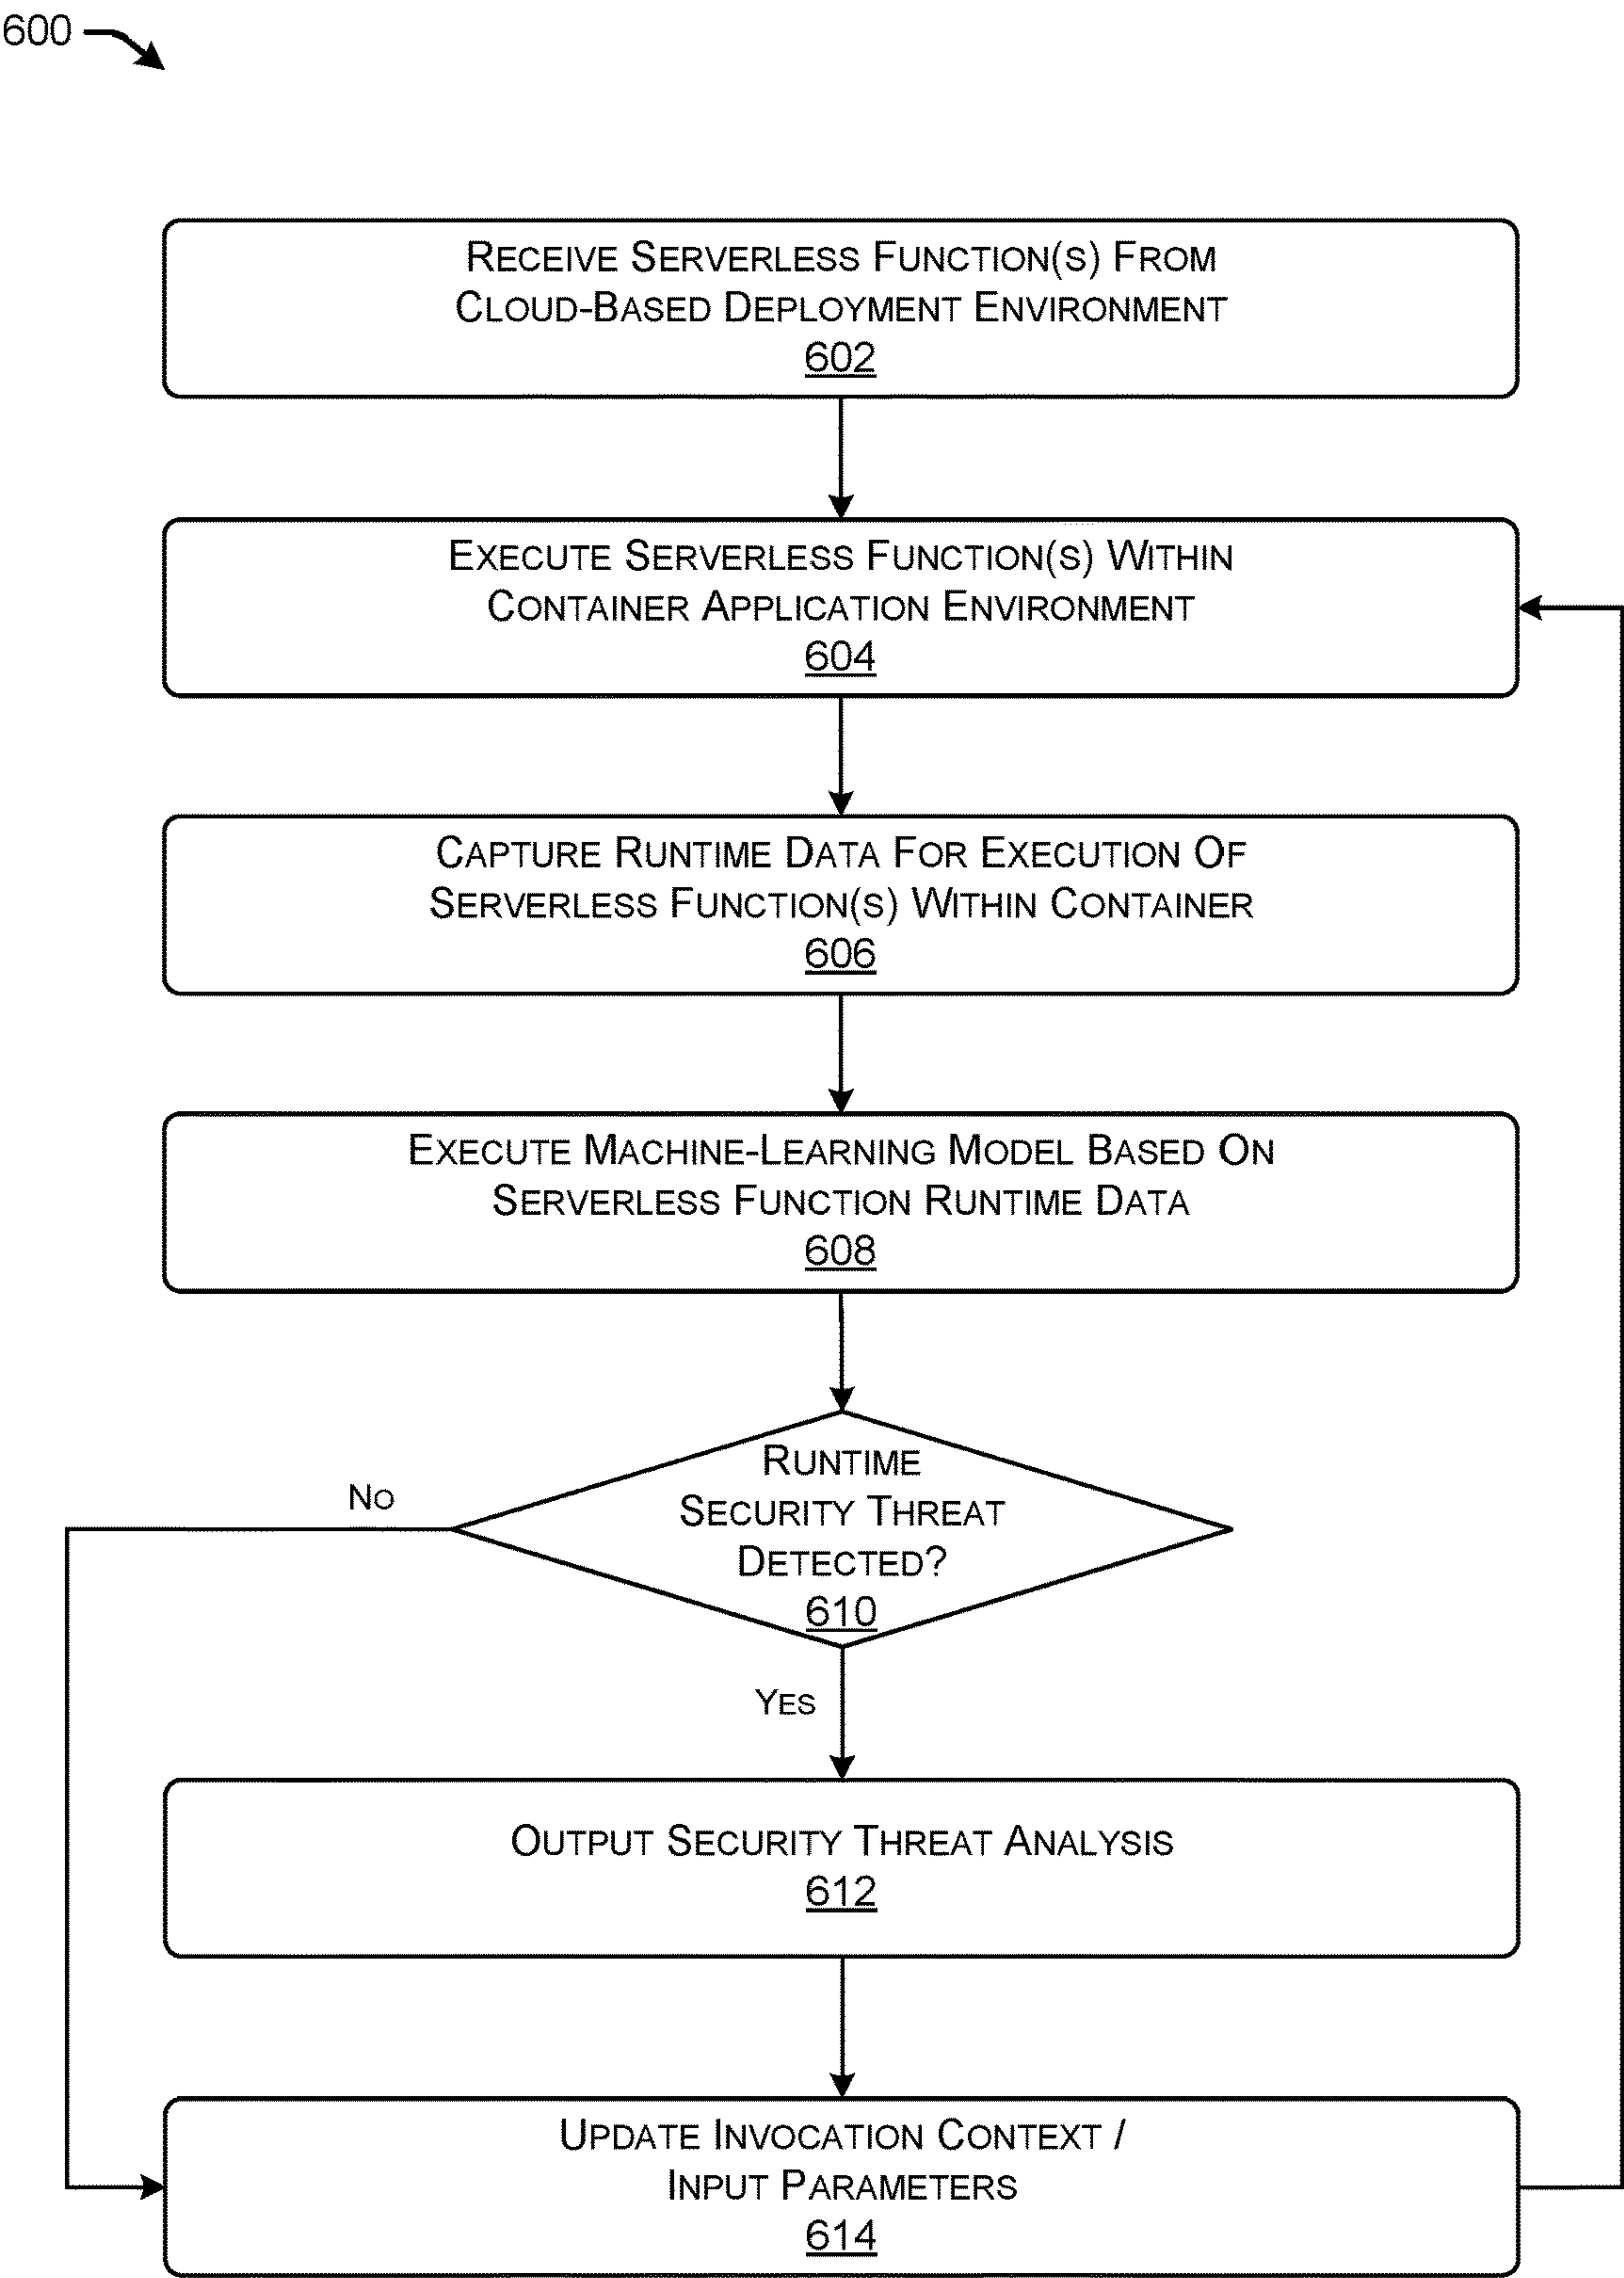 600
RECEIVE SERVERLESS FUNCTION(S) FROM
CLOUD-BASED DEPLOYMENT ENVIRONMENT
602
EXECUTE SERVERLESS FUNCTION(S) WITHIN
CONTAINER APPLICATION ENVIRONMENT
604
CAPTURE RUNTIME DATA FOR EXECUTION OF
SERVERLESS FUNCTION(S) WITHIN CONTAINER
606
EXECUTE MACHINE-LEARNING MODEL BASED ON
SERVERLESS FUNCTION RUNTIME DATA
608
RUNTIME
SECURITY THREAT
DETECTED?
610
NO
YES
OUTPUT SECURITY THREAT ANALYSIS
612
UPDATE INVOCATION CONTEXT /
INPUT PARAMETERS
614